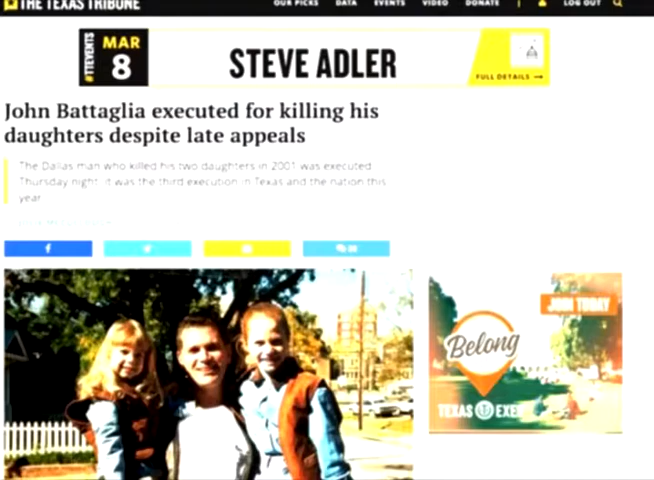 THE TEXAS TRIBUNE
OUR PICKS DATA EVENTS VIDEO DONATE LOG OUT
#TTEVENTS
MAR
8
STEVE ADLER
FULL DETAILS →
John Battaglia executed for killing his
daughters despite late appeals
The Dallas man who killed his two daughters in 2001 was executed
Thursday night. It was the third execution in Texas and the nation this
year.
f
JOIN TODAY
Belong
TEXAS EXES